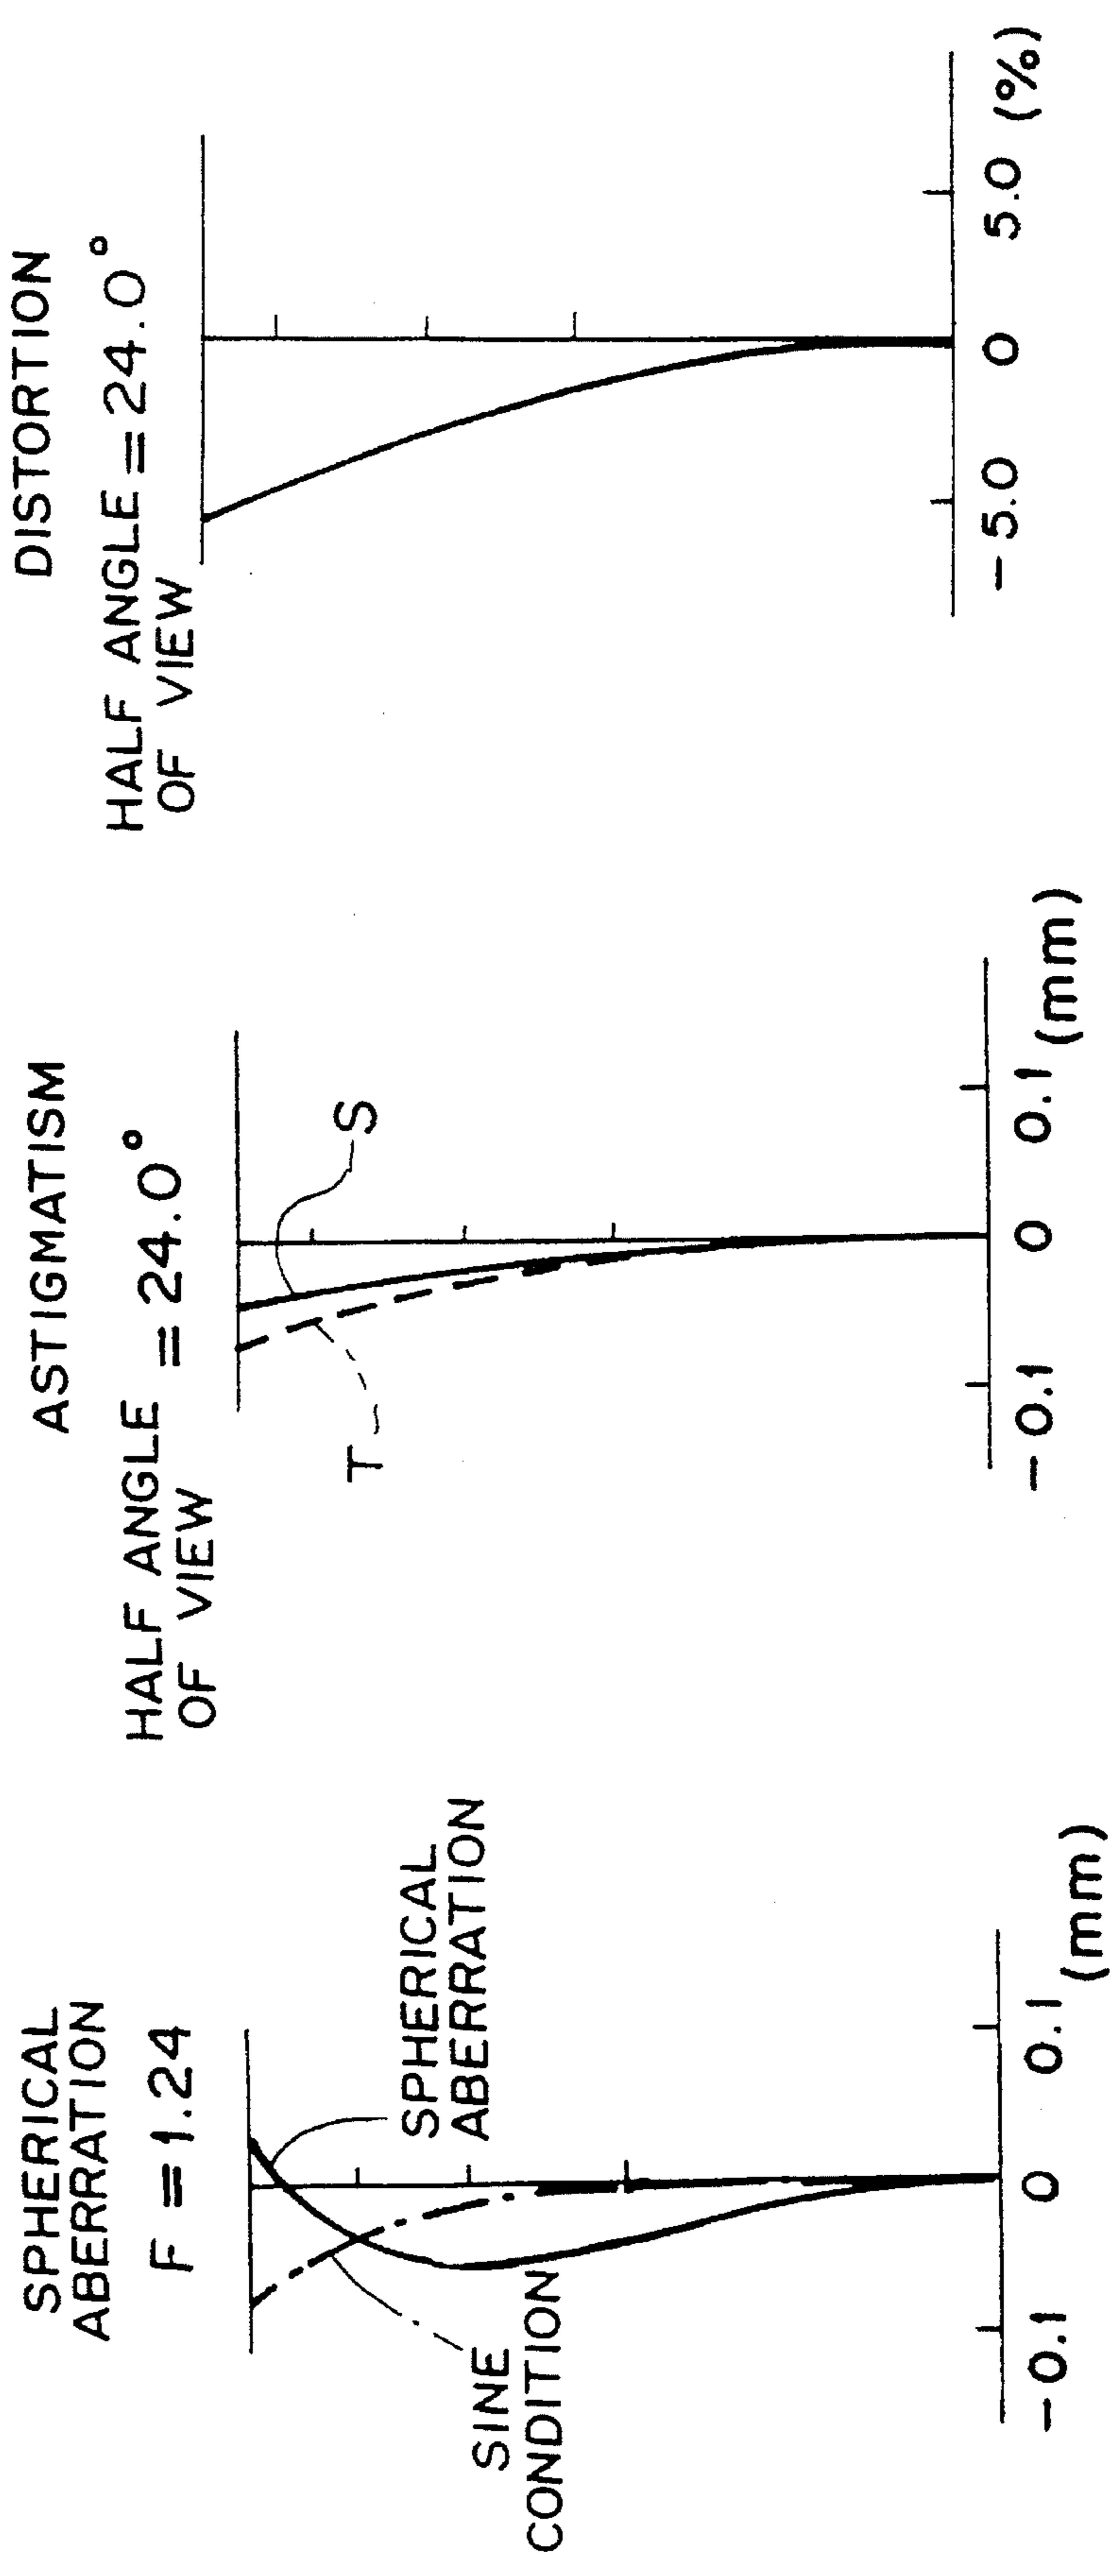 SPHERICAL
ABERRATION
F = 1.24
SPHERICAL
ABERRATION
SINE
CONDITION
-0.1 0 0.1
(mm)
ASTIGMATISM
HALF ANGLE = 24.0°
OF VIEW
S
T
-0.1 0 0.1
(mm)
DISTORTION
HALF ANGLE = 24.0°
OF VIEW
-5.0 0 5.0 (%)